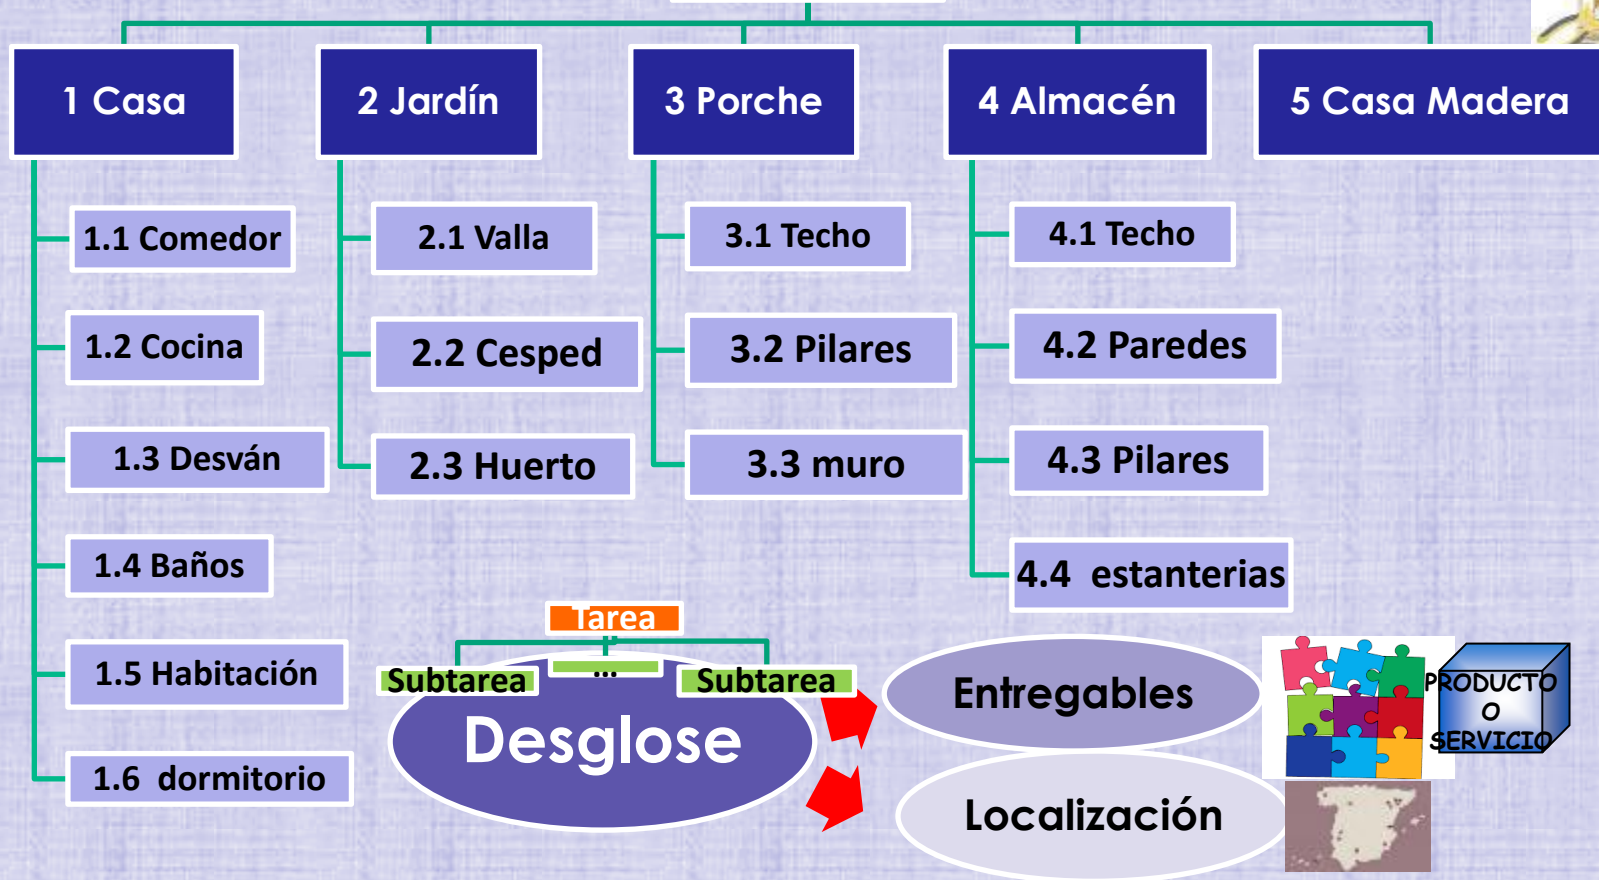 1 Casa
2 Jardín
3 Porche
4 Almacén
5 Casa Madera
1.1 Comedor
1.2 Cocina
1.3 Desván
1.4 Baños
1.5 Habitación
1.6 dormitorio
2.1 Valla
2.2 Cesped
2.3 Huerto
3.1 Techo
3.2 Pilares
3.3 muro
4.1 Techo
4.2 Paredes
4.3 Pilares
4.4 estanterias
Tarea
Subtarea
...
Subtarea
Desglose
Entregables
Localización
PRODUCTO
O
SERVICIO